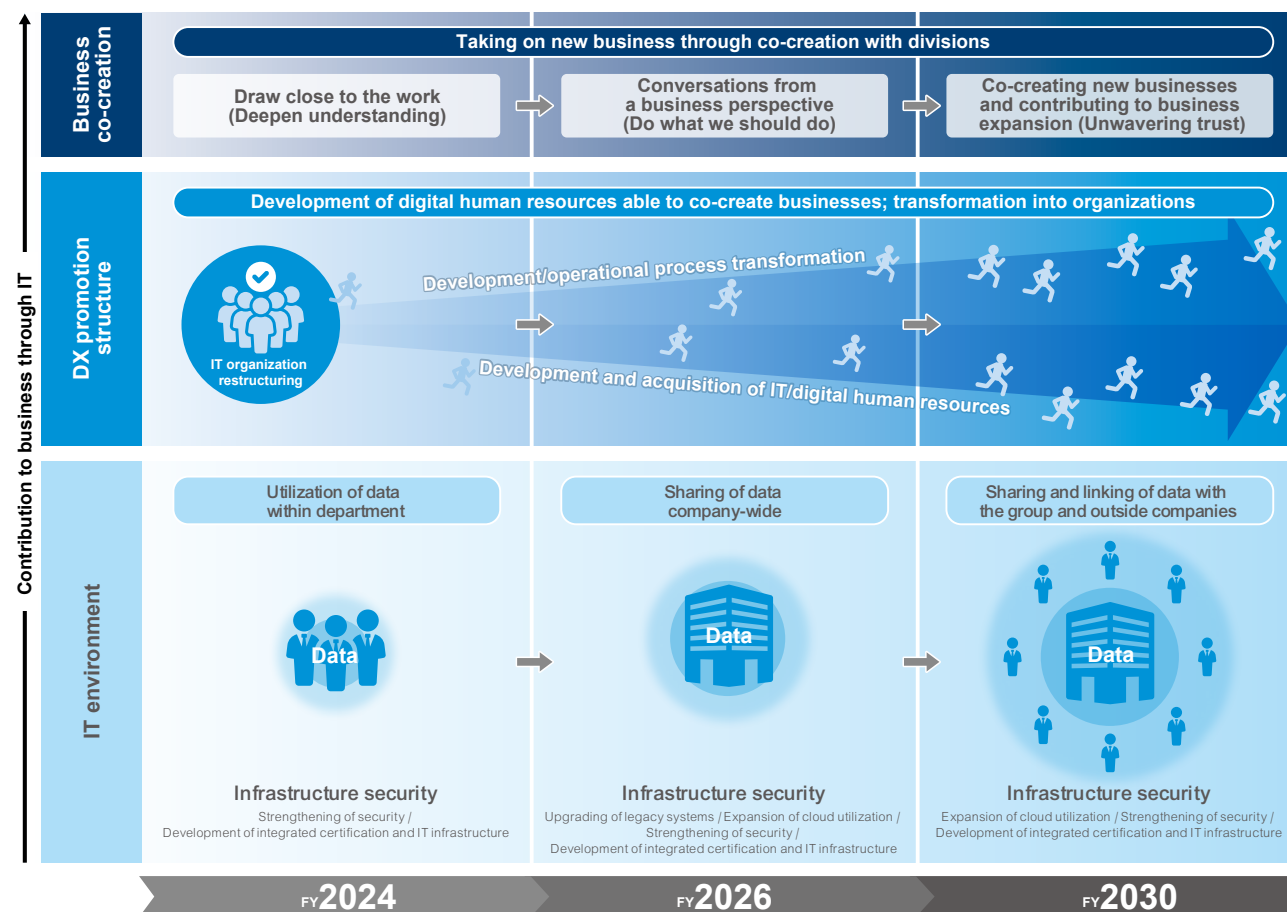 Contribution to business through IT
Business
co-creation
Taking on new business through co-creation with divisions
Draw close to the work
(Deepen understanding)
Conversations from
a business perspective
(Do what we should do)
Co-creating new businesses
and contributing to business
expansion (Unwavering trust)
DX promotion
structure
Development of digital human resources able to co-create businesses; transformation into organizations
IT organization
restructuring
Development/operational process transformation
Development and acquisition of IT/digital human resources
IT environment
Utilization of data
within department
Data
Infrastructure security
Strengthening of security /
Development of integrated certification and IT infrastructure
Sharing of data
company-wide
Data
Infrastructure security
Upgrading of legacy systems / Expansion of cloud utilization /
Strengthening of security /
Development of integrated certification and IT infrastructure
Sharing and linking of data with
the group and outside companies
Data
Infrastructure security
Expansion of cloud utilization / Strengthening of security /
Development of integrated certification and IT infrastructure
FY2024
FY2026
FY2030